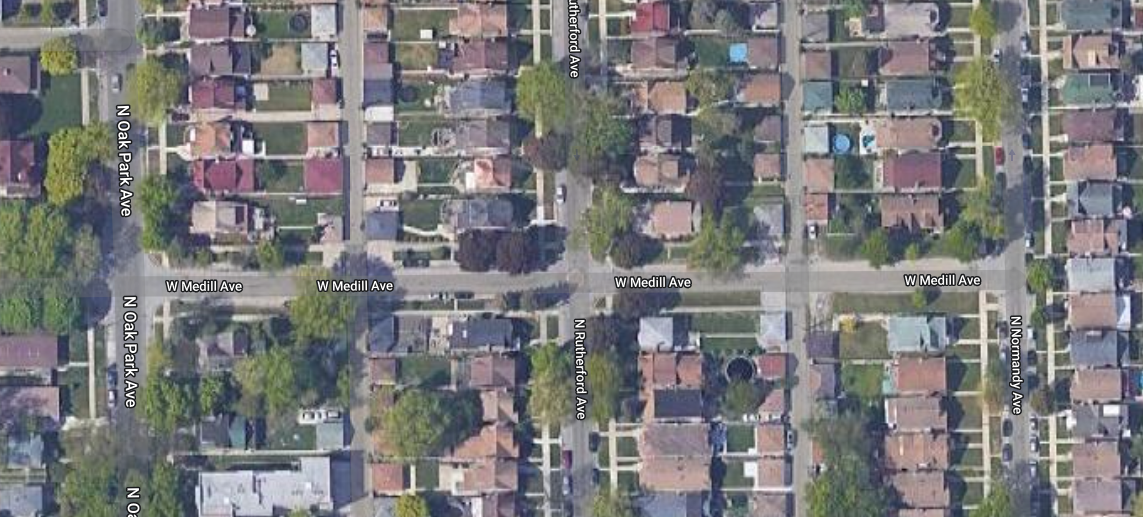 utherford Ave
N Oak Park Ave
W Medill Ave
W Medill Ave
W Medill Ave
W Medill Ave
N Oak Park Ave
N Rutherford Ave
N Normandy Ave
N Oa